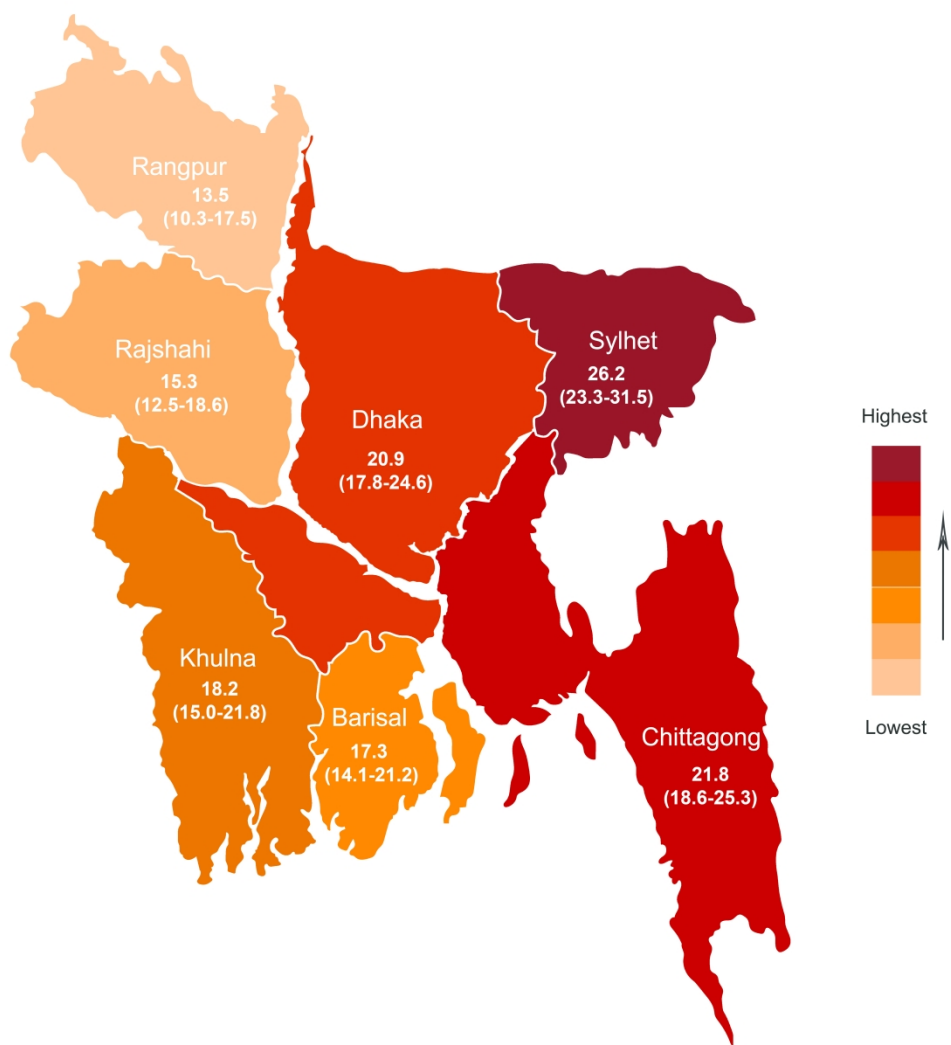 Rangpur
13.5
(10.3-17.5)
Rajshahi
15.3
(12.5-18.6)
Dhaka
20.9
(17.8-24.6)
Sylhet
26.2
(23.3-31.5)
Khulna
18.2
(15.0-21.8)
Barisal
17.3
(14.1-21.2)
Chittagong
21.8
(18.6-25.3)
Highest
Lowest